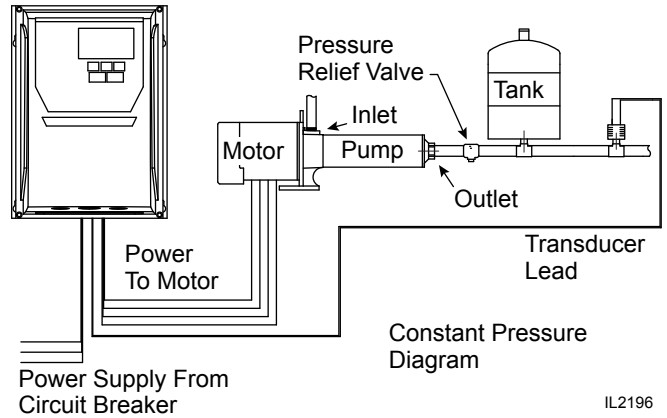 Pressure
Relief Valve
Tank
Inlet
Motor
Pump
Outlet
Power
To Motor
Transducer
Lead
Constant Pressure
Diagram
Power Supply From
Circuit Breaker
IL2196